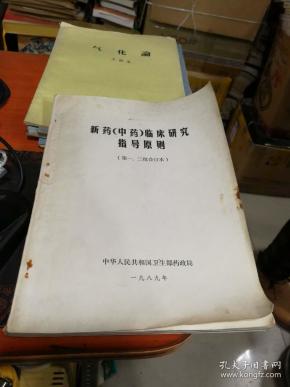 气化论
新药(中药)临床研究
指导原则
(第一、二批合订本)
中华人民共和国卫生部药政局
一九八九年
孔夫子旧书网